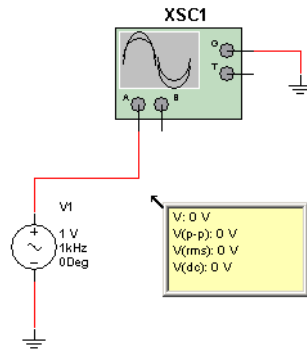 XSC1
G
T
A
B
V1
1 V
1kHz
0Deg
V: 0 V
V(p-p): 0 V
V(rms): 0 V
V(dc): 0 V